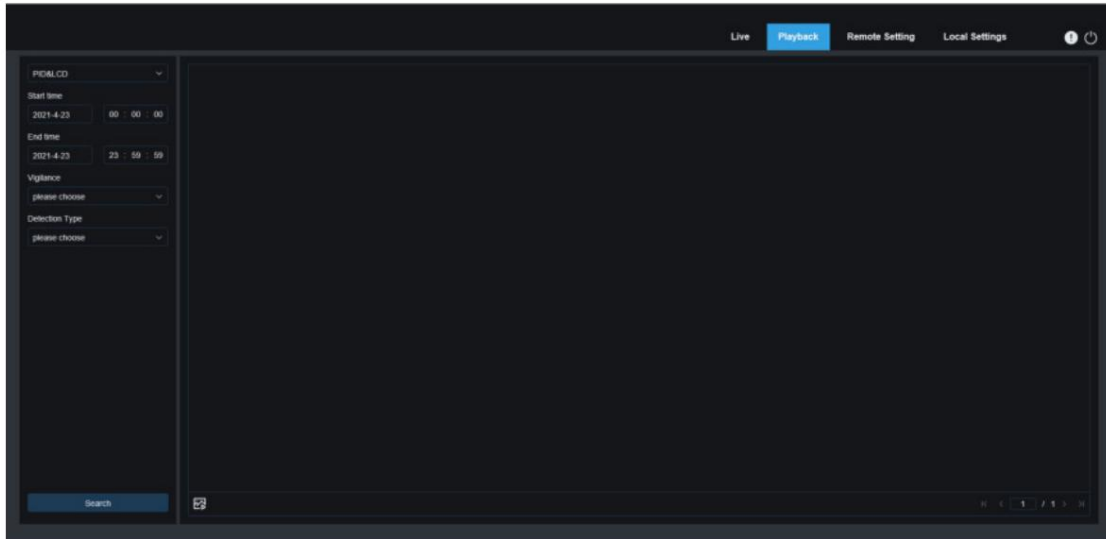 Live Playback Remote Setting Local Settings
PID&LCD
Start time
2021-4-23 00 : 00 : 00
End time
2021-4-23 23 : 59 : 59
Vigilance
please choose
Detection Type
please choose
Search
1 / 1